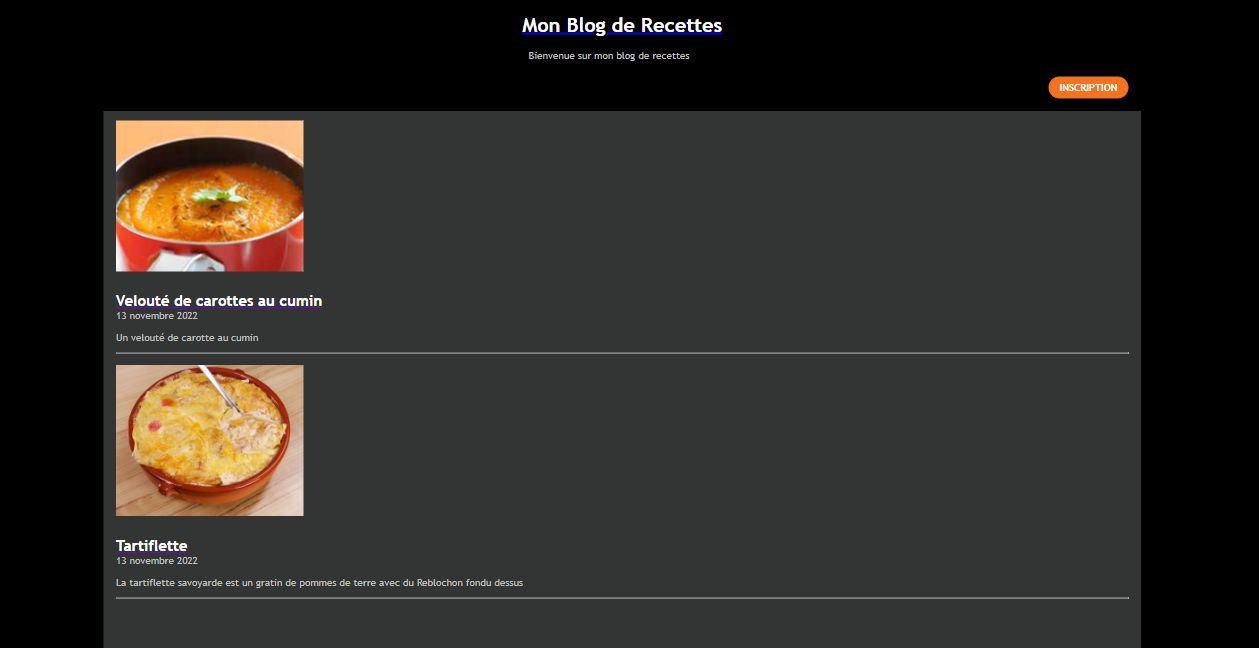 Mon Blog de Recettes
Bienvenue sur mon blog de recettes
INSCRIPTION
Velouté de carottes au cumin
13 novembre 2022
Un velouté de carotte au cumin
Tartiflette
13 novembre 2022
La tartiflette savoyarde est un gratin de pommes de terre avec du Reblochon fondu dessus